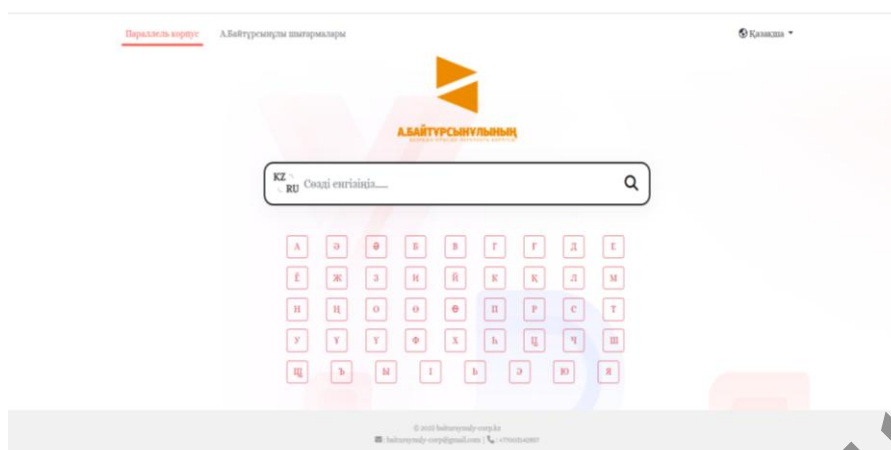 Параллель корпус А.Байтұрсынұлы шығармалары Қазақша
А.БАЙТҰРСЫНҰЛЫНЫҢ
KZ
RU Сөзді енгізіңіз.....
А Ә Ә Б В Г Ғ Д Е
Ё Ж З И Й К Қ Л М
Н Ң О Ө Ө П Р С Т
У Ұ Ү Ф Х Һ Ц Ч Ш
Щ Ъ Ы І Ь Э Ю Я